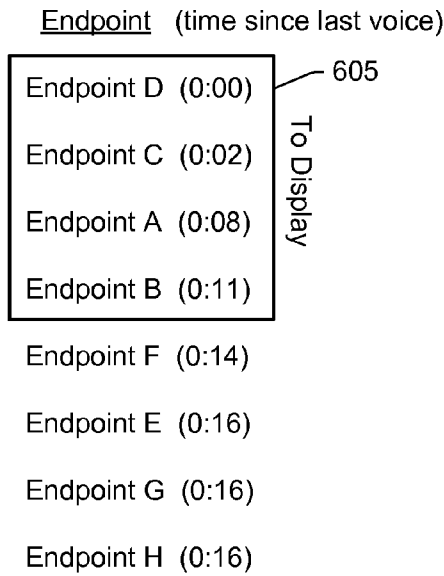 Endpoint (time since last voice)
Endpoint D (0:00)
605
Endpoint C (0:02)
To Display
Endpoint A (0:08)
Endpoint B (0:11)
Endpoint F (0:14)
Endpoint E (0:16)
Endpoint G (0:16)
Endpoint H (0:16)